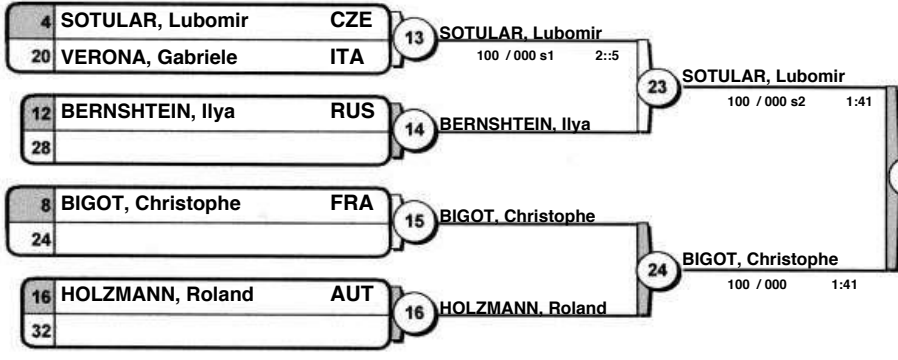 4 SOTULAR, Lubomir CZE
20 VERONA, Gabriele ITA
13
SOTULAR, Lubomir
100 / 000 s1 2::5
12 BERNSHTEIN, Ilya RUS
28
14
BERNSHTEIN, Ilya
23
SOTULAR, Lubomir
100 / 000 s2 1:41
8 BIGOT, Christophe FRA
24
15
BIGOT, Christophe
16 HOLZMANN, Roland AUT
32
16
HOLZMANN, Roland
24
BIGOT, Christophe
100 / 000 1:41